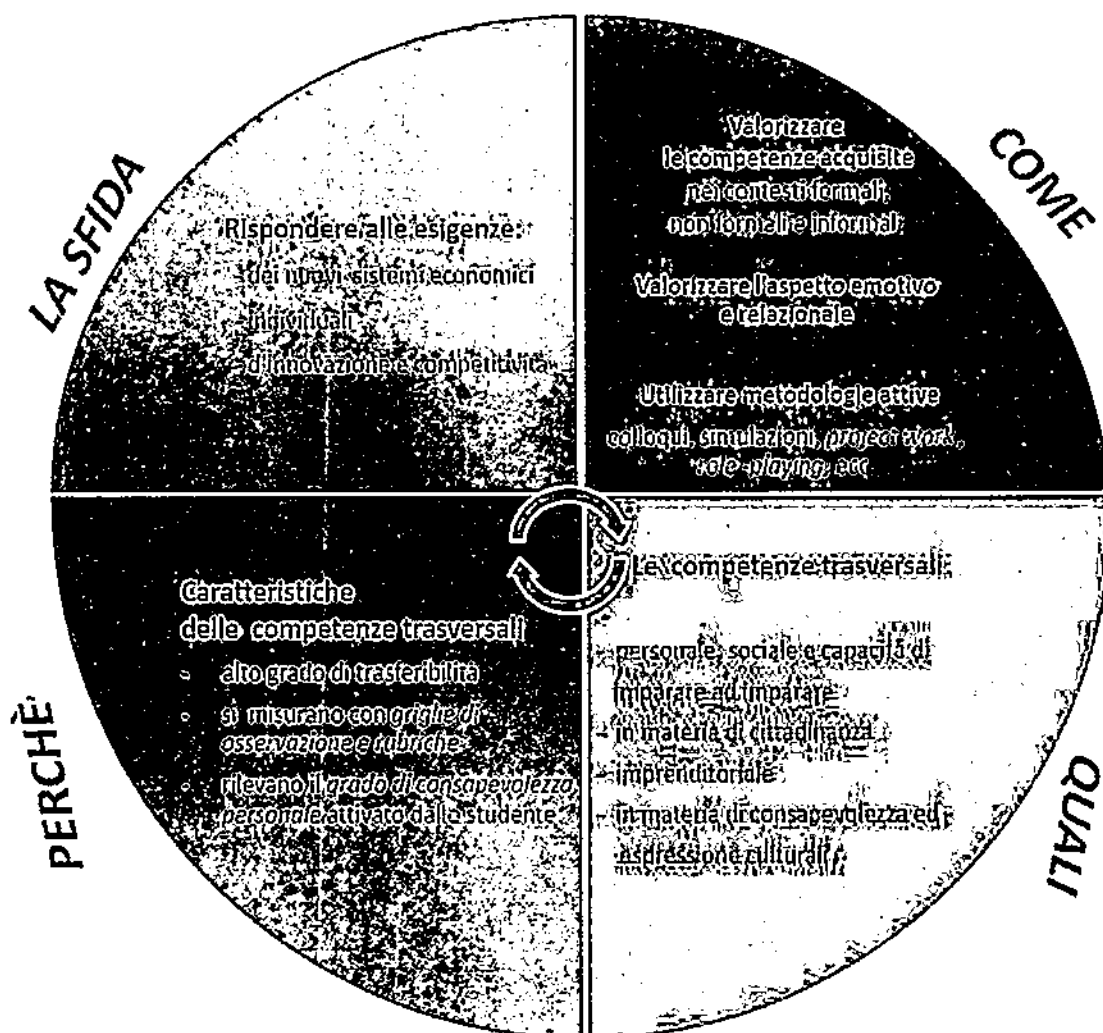 LA SFIDA
Rispondere alle esigenze:
- dei nuovi sistemi economici
- individuali
- d'innovazione e competitività
COME
Valorizzare
le competenze acquisite
nei contesti formali,
non formali e informali
Valorizzare l'aspetto emotivo
e relazionale
Utilizzare metodologie attive
colloqui, simulazioni, project work,
role-playing, ecc
PERCHÈ
Caratteristiche
delle competenze trasversali
o alto grado di trasferibilità
o si misurano con griglie di
osservazione e rubriche
o rilevano il grado di consapevolezza
personale attivato dallo studente
QUALI
Le competenze trasversali:
- personale, sociale e capacità di
imparare ad imparare
- in materia di cittadinanza
- imprenditoriale
- in materia di consapevolezza ed
espressione culturali